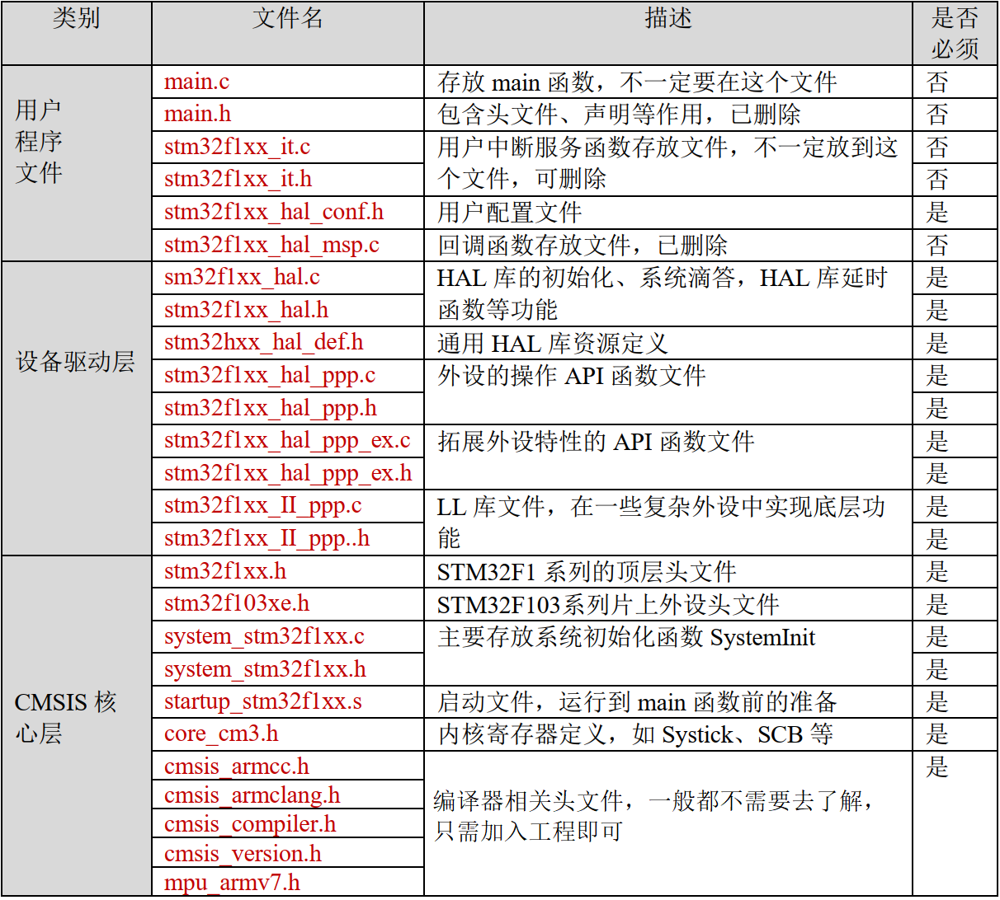 类别 文件名 描述 是否
必须
用户
程序
文件
main.c 存放 main 函数，不一定要在这个文件 否
main.h 包含头文件、声明等作用，已删除 否
stm32f1xx_it.c 用户中断服务函数存放文件，不一定放到这 否
stm32f1xx_it.h 个文件，可删除 否
stm32f1xx_hal_conf.h 用户配置文件 是
stm32f1xx_hal_msp.c 回调函数存放文件，已删除 否
设备驱动层
sm32f1xx_hal.c HAL 库的初始化、系统滴答，HAL 库延时 是
stm32f1xx_hal.h 函数等功能 是
stm32hxx_hal_def.h 通用 HAL 库资源定义 是
stm32f1xx_hal_ppp.c 外设的操作 API 函数文件 是
stm32f1xx_hal_ppp.h 是
stm32f1xx_hal_ppp_ex.c 拓展外设特性的 API 函数文件 是
stm32f1xx_hal_ppp_ex.h 是
stm32f1xx_II_ppp.c LL 库文件，在一些复杂外设中实现底层功 是
stm32f1xx_II_ppp..h 能 是
CMSIS 核
心层
stm32f1xx.h STM32F1 系列的顶层头文件 是
stm32f103xe.h STM32F103系列片上外设头文件 是
system_stm32f1xx.c 主要存放系统初始化函数 SystemInit 是
system_stm32f1xx.h 是
startup_stm32f1xx.s 启动文件，运行到 main 函数前的准备 是
core_cm3.h 内核寄存器定义，如 Systick、SCB 等 是
cmsis_armcc.h 是
cmsis_armclang.h 编译器相关头文件，一般都不需要去了解，
cmsis_compiler.h 只需加入工程即可
cmsis_version.h
mpu_armv7.h